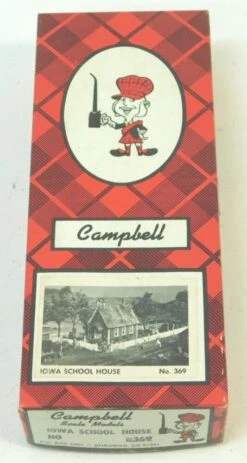 Campbell
IOWA SCHOOL HOUSE No. 369
Campbell
Scale Models
IOWA SCHOOL HOUSE
HO 369